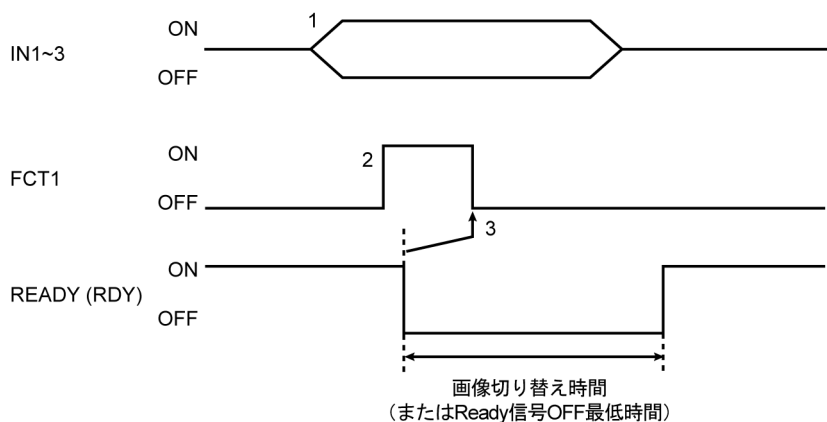 IN1~3
ON
OFF
1
FCT1
ON
OFF
2
3
READY (RDY)
ON
OFF
画像切り替え時間
（またはReady信号OFF最低時間）